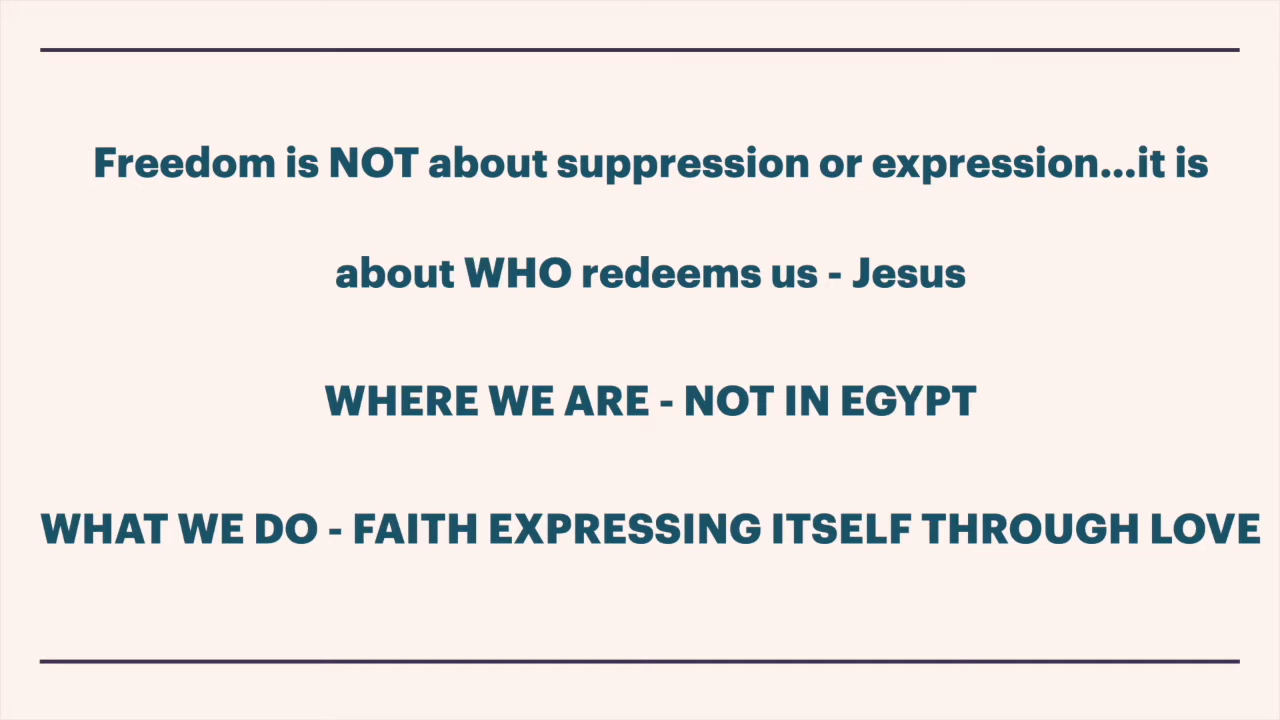 Freedom is NOT about suppression or expression...it is
about WHO redeems us - Jesus
WHERE WE ARE - NOT IN EGYPT
WHAT WE DO - FAITH EXPRESSING ITSELF THROUGH LOVE